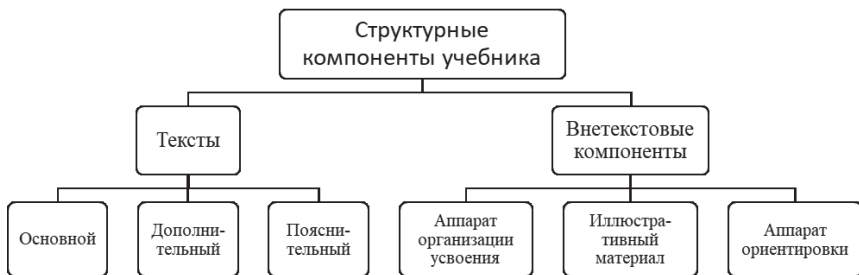 Структурные
компоненты учебника
Тексты
Внетекстовые
компоненты
Основной
Дополни-
тельный
Поясни-
тельный
Аппарат
организации
усвоения
Иллюстра-
тивный
материал
Аппарат
ориентировки